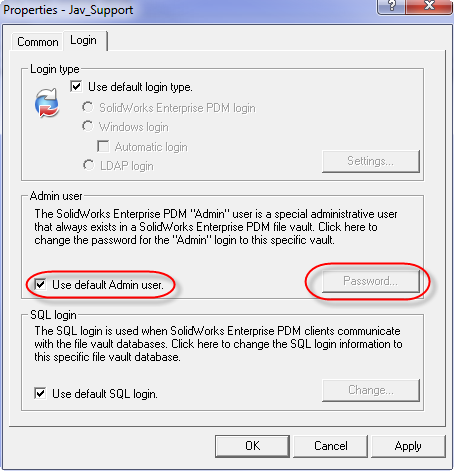 Properties - Jav_Support
?
Common
Login
Login type
Use default login type.
SolidWorks Enterprise PDM login
Windows login
Automatic login
LDAP login
Settings...
Admin user
The SolidWorks Enterprise PDM "Admin" user is a special administrative user
that always exists in a SolidWorks Enterprise PDM file vault. Click here to
change the password for the "Admin" login to this specific vault.
Use default Admin user.
Password...
SQL login
The SQL login is used when SolidWorks Enterprise PDM clients communicate
with the file vault databases. Click here to change the SQL login information to
this specific file vault database.
Use default SQL login.
Change...
OK
Cancel
Apply